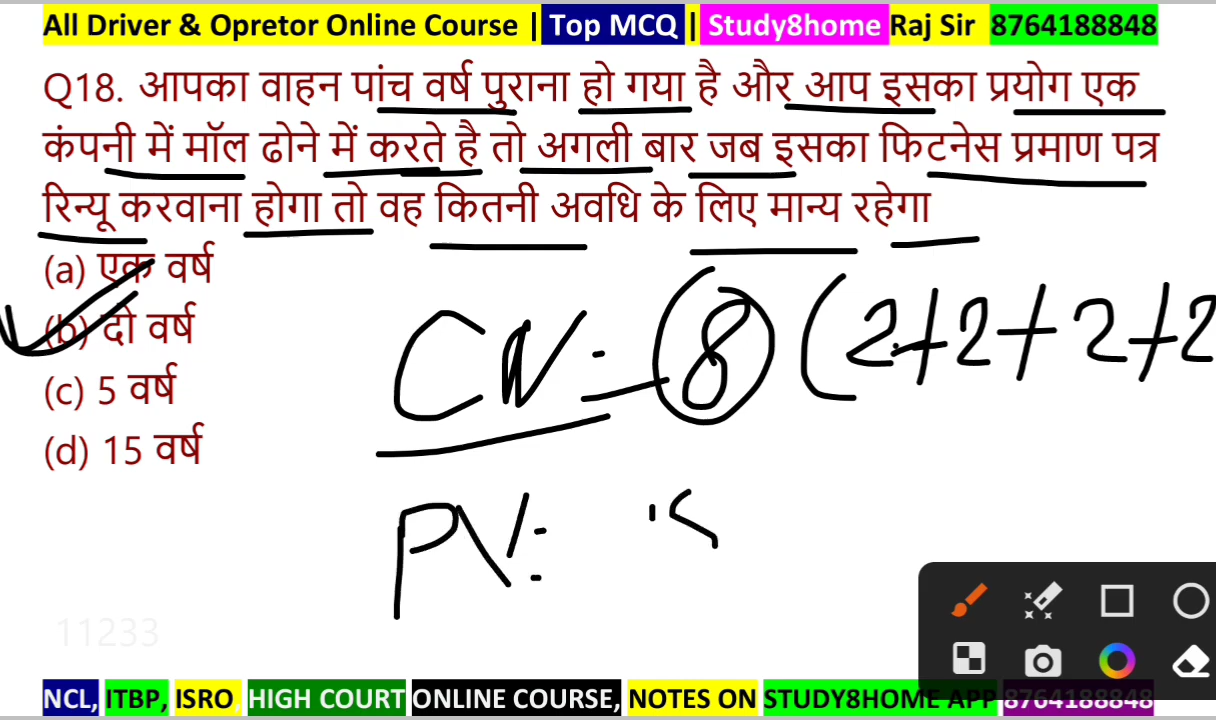 All Driver & Opretor Online Course | Top MCQ | Study8home Raj Sir 8764188848
Q18. आपका वाहन पांच वर्ष पुराना हो गया है और आप इसका प्रयोग एक
कंपनी में मॉल ढोने में करते है तो अगली बार जब इसका फिटनेस प्रमाण पत्र
रिन्यू करवाना होगा तो वह कितनी अवधि के लिए मान्य रहेगा
(a) एक वर्ष
(b) दो वर्ष
(c) 5 वर्ष
(d) 15 वर्ष
8 (2+2+2+2
PV:
11233
NCL, ITBP, ISRO, HIGH COURT ONLINE COURSE, NOTES ON STUDY8HOME APP 8764188848